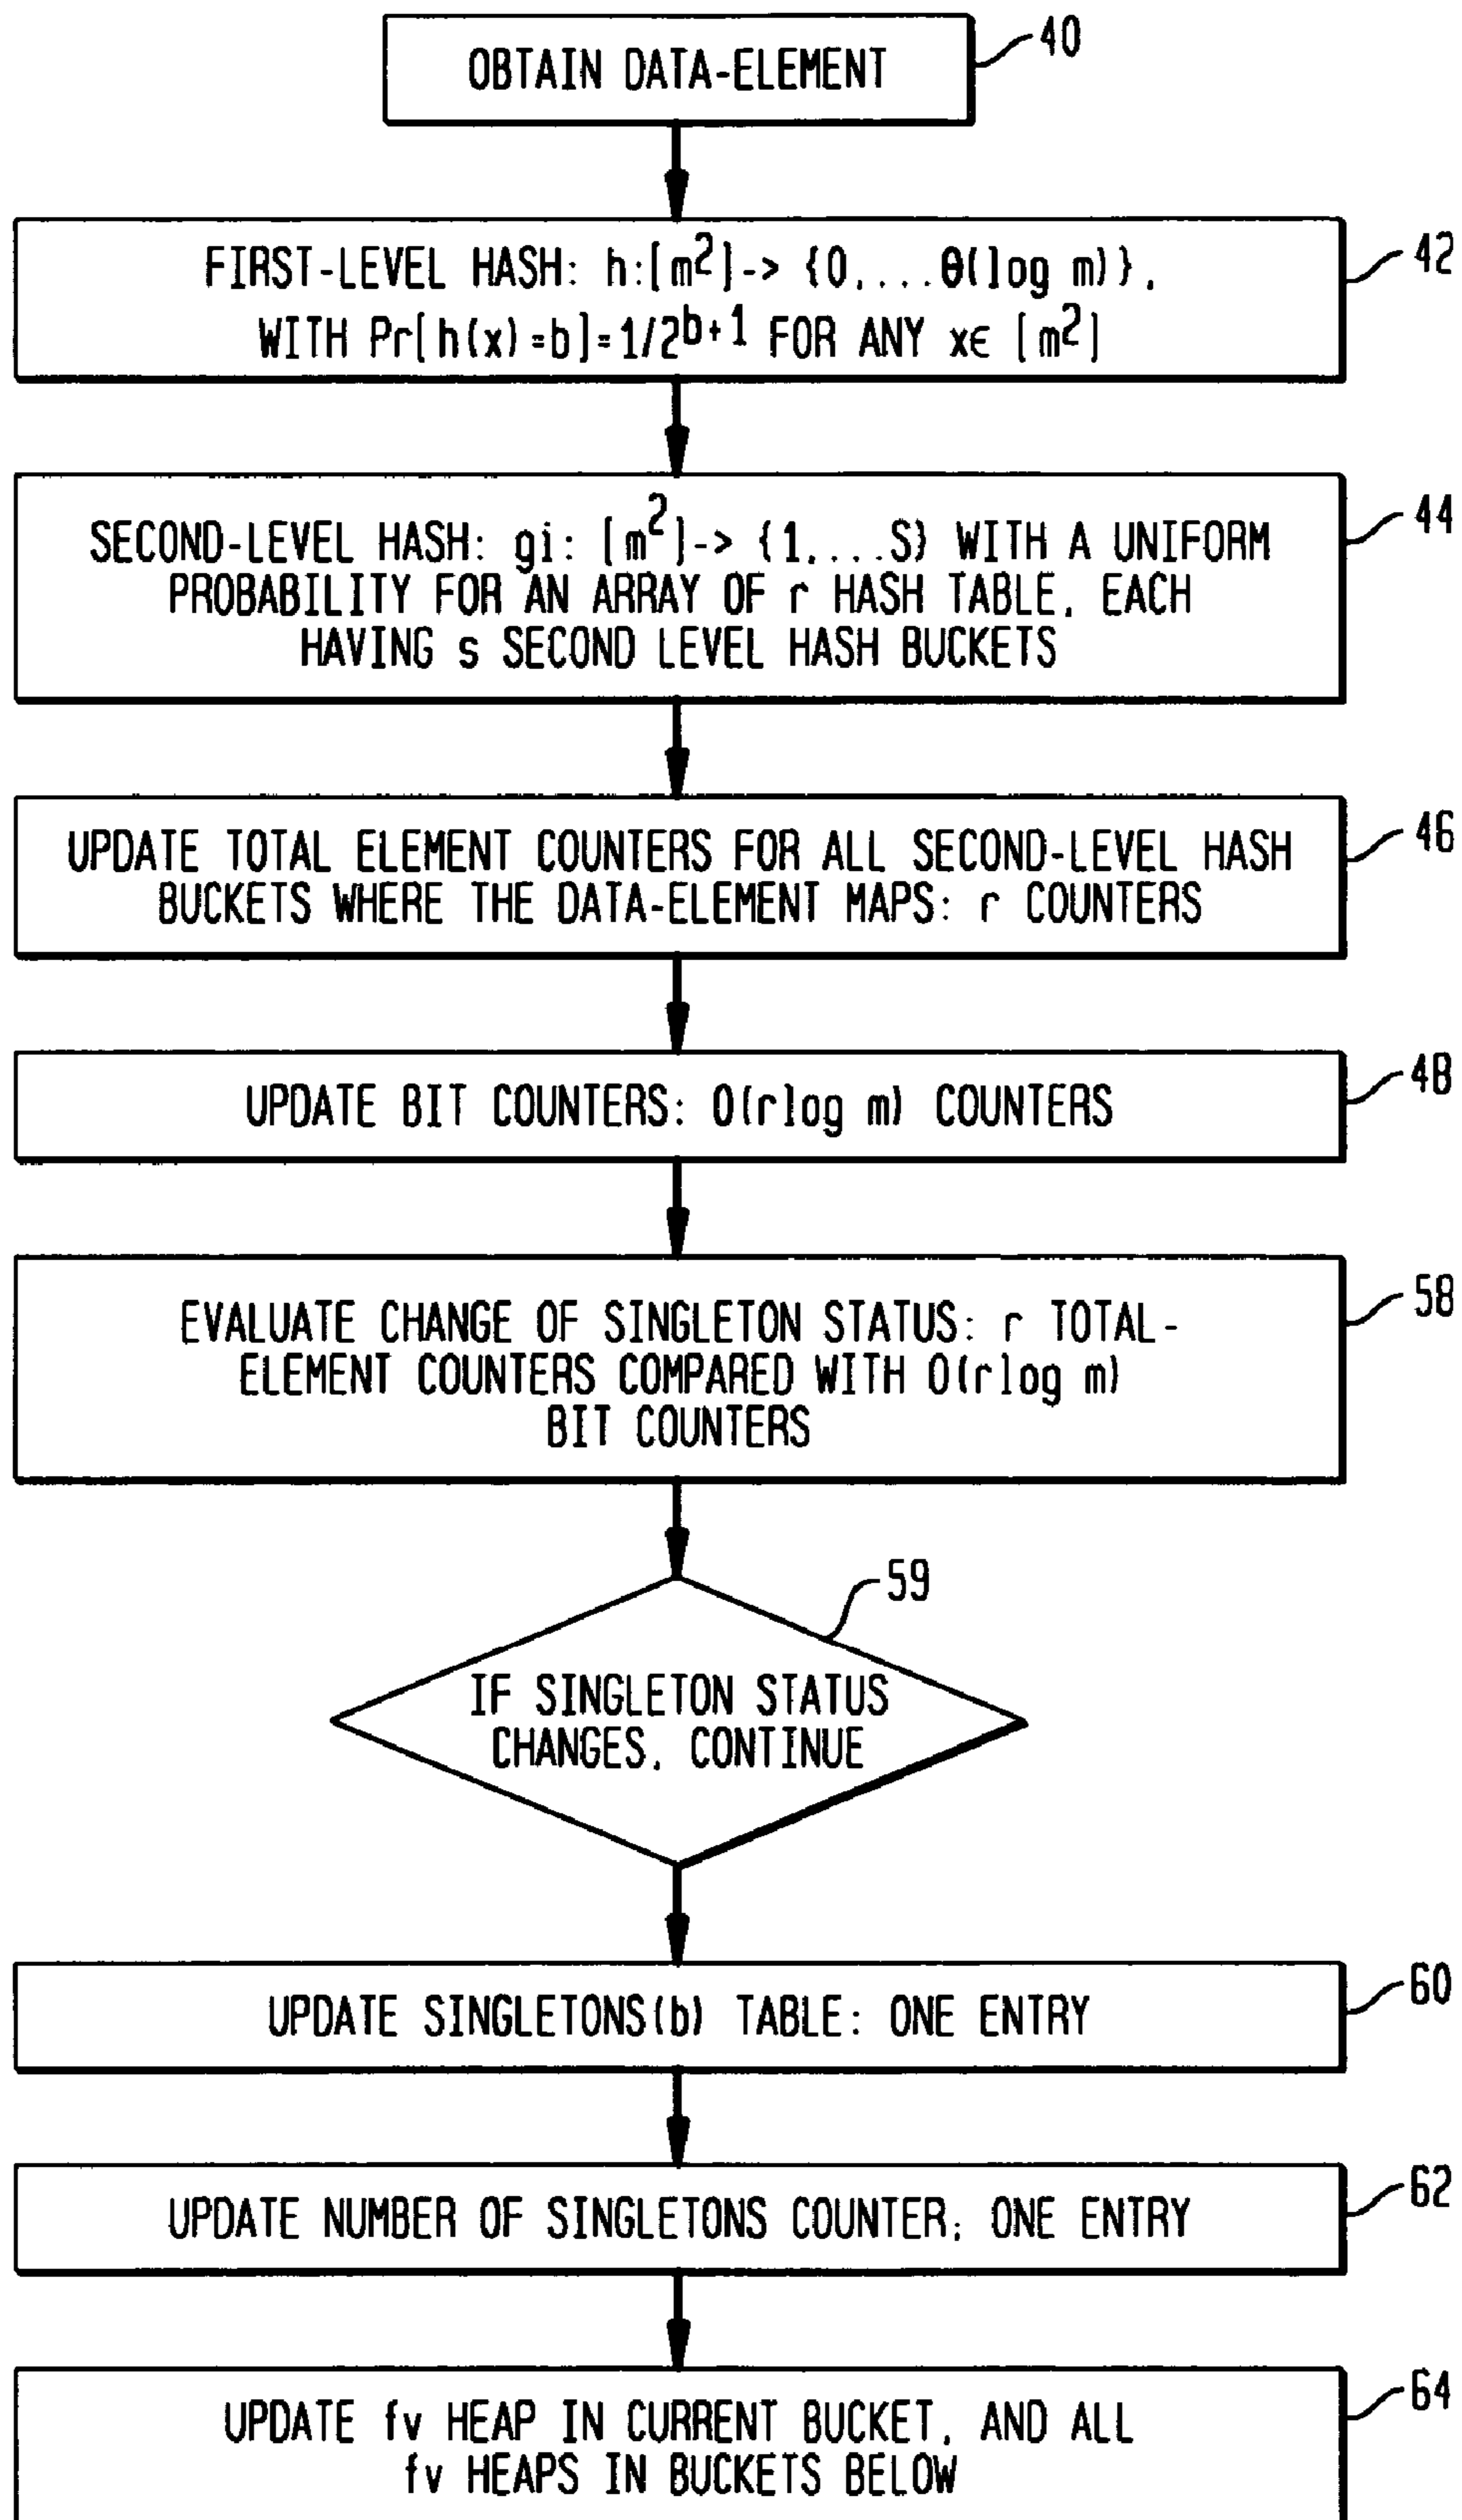 OBTAIN DATA-ELEMENT
40
FIRST-LEVEL HASH: h:[m²]-> {0,...θ(log m)},
WITH Pr[h(x)=b]=1/2^b+1 FOR ANY x∈ [m²]
42
SECOND-LEVEL HASH: gi: [m²]-> {1,...S} WITH A UNIFORM
PROBABILITY FOR AN ARRAY OF r HASH TABLE, EACH
HAVING s SECOND LEVEL HASH BUCKETS
44
UPDATE TOTAL ELEMENT COUNTERS FOR ALL SECOND-LEVEL HASH
BUCKETS WHERE THE DATA-ELEMENT MAPS: r COUNTERS
46
UPDATE BIT COUNTERS: O(rlog m) COUNTERS
48
EVALUATE CHANGE OF SINGLETON STATUS: r TOTAL-
ELEMENT COUNTERS COMPARED WITH O(rlog m)
BIT COUNTERS
58
59
IF SINGLETON STATUS
CHANGES, CONTINUE
UPDATE SINGLETONS(b) TABLE: ONE ENTRY
60
UPDATE NUMBER OF SINGLETONS COUNTER; ONE ENTRY
62
UPDATE fv HEAP IN CURRENT BUCKET, AND ALL
fv HEAPS IN BUCKETS BELOW
64